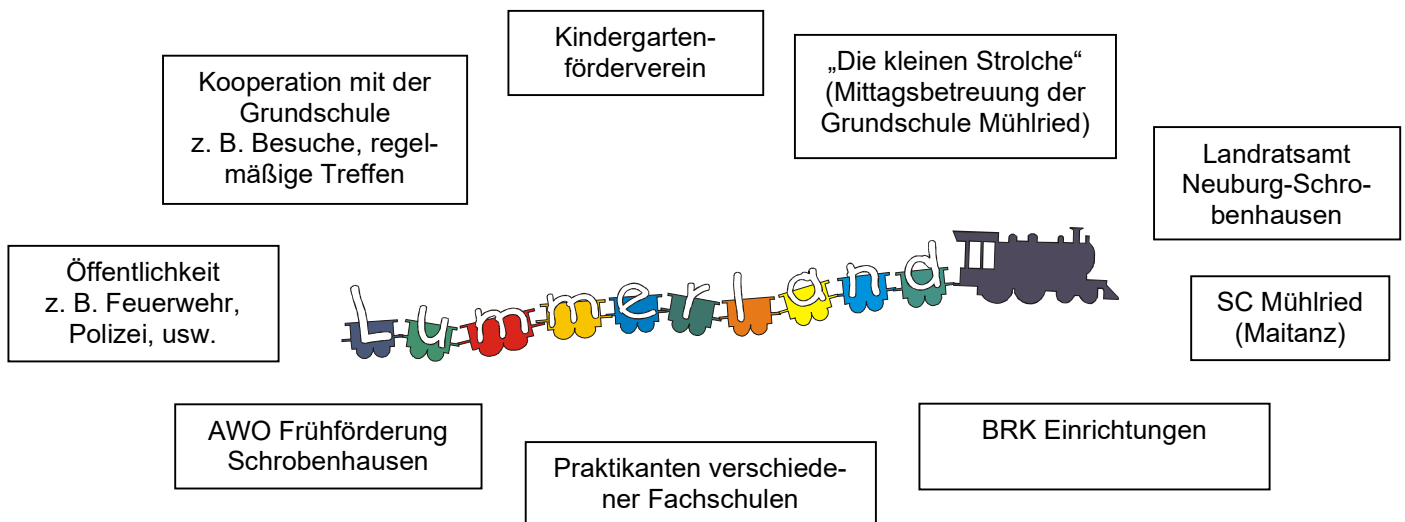 Kindergarten-
förderverein
„Die kleinen Strolche“
(Mittagsbetreuung der
Grundschule Mühlried)
Kooperation mit der
Grundschule
z. B. Besuche, regel-
mäßige Treffen
Landratsamt
Neuburg-Schro-
benhausen
Öffentlichkeit
z. B. Feuerwehr,
Polizei, usw.
Lummerland
SC Mühlried
(Maitanz)
AWO Frühförderung
Schrobenhausen
Praktikanten verschiede-
ner Fachschulen
BRK Einrichtungen